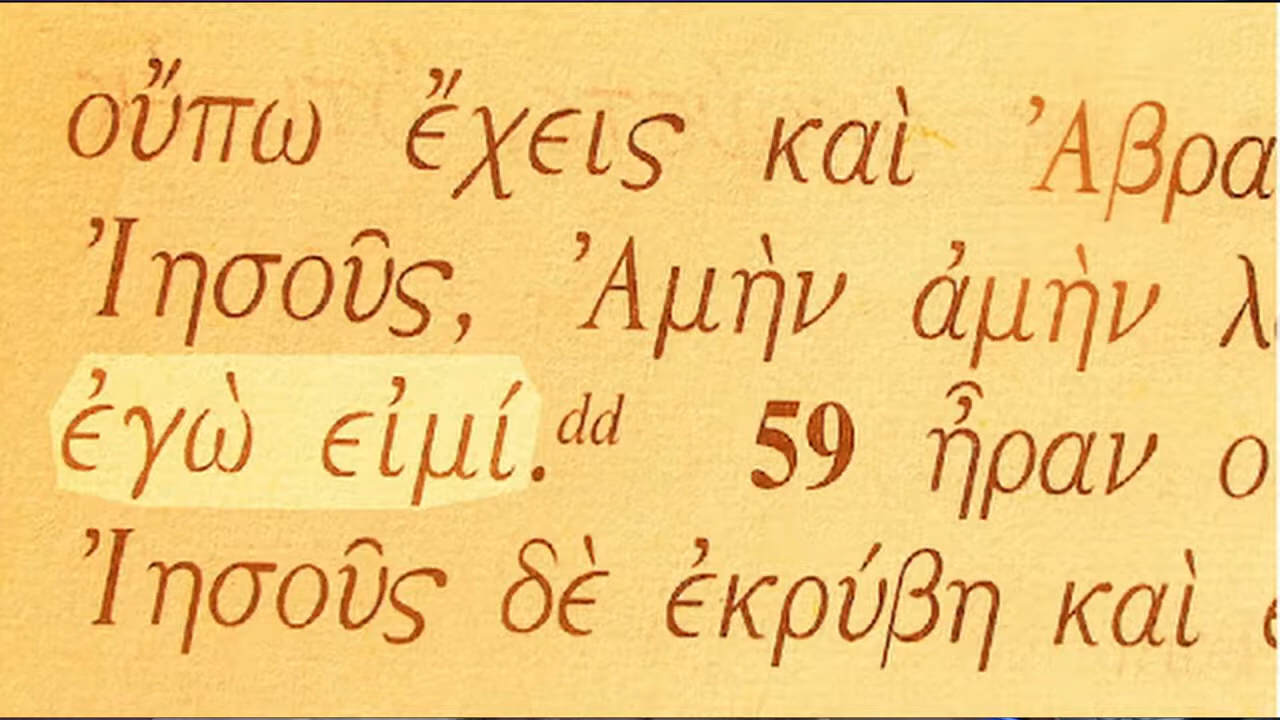 οὔπω ἔχεις καὶ Ἀβρα
Ἰησοῦς, Ἀμὴν ἀμὴν λ
ἐγὼ εἰμί.dd 59 ἦραν ο
Ἰησοῦς δὲ ἐκρύβη καὶ